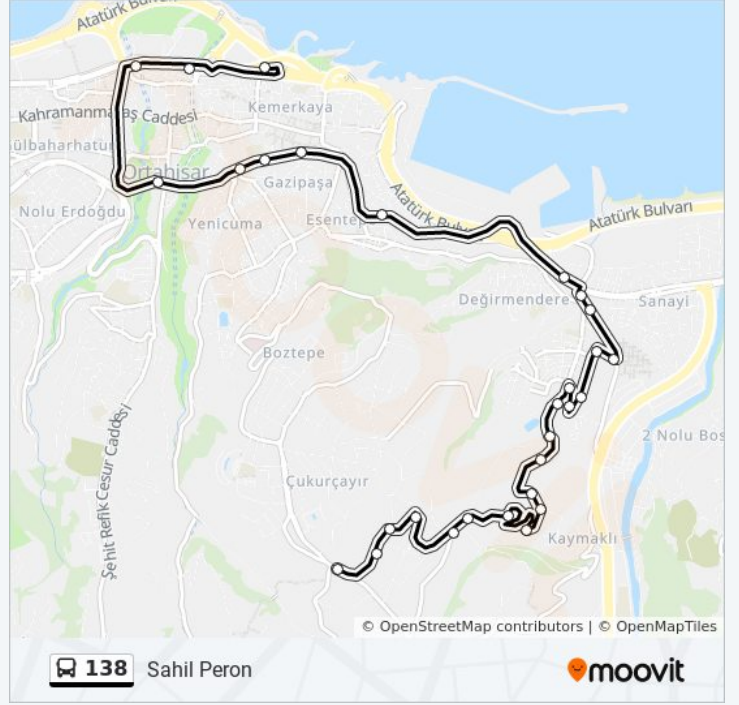 Atatürk Bulvarı
Kemerkaya
Kahramanmaraş Caddesi
ülbaharhatun
Ortahisar
Gazipaşa
Atatürk Bulvarı
Nolu Erdoğdu
Yenicuma
Esentepe
Atatürk Bulvarı
Değirmendere
Sanayi
Boztepe
Şehit Refik Cesur Caddesi
2 Nolu Bos
Çukurçayır
Kaymaklı
© OpenStreetMap contributors | © OpenMapTiles
138 Sahil Peron
moovit